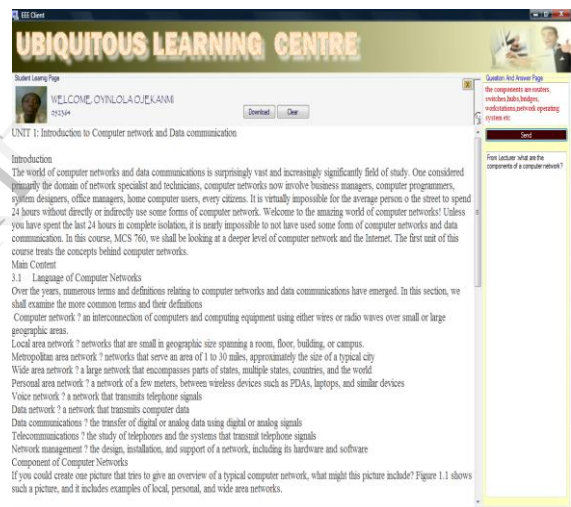 EEE Client
UBIQUITOUS LEARNING CENTRE
Student Learnig Page
WELCOME, OYINLOLA OJEKANMI
Download Clear
UNIT 1: Introduction to Computer network and Data communication
Introduction
The world of computer networks and data communications is surprisingly vast and increasingly significantly field of study. One considered
primarily the domain of network specialist and technicians, computer networks now involve business managers, computer programmers,
system designers, office managers, home computer users, every citizens. It is virtually impossible for the average person o the street to spend
24 hours without directly or indirectly use some forms of computer network. Welcome to the amazing world of computer networks! Unless
you have spent the last 24 hours in complete isolation, it is nearly impossible to not have used some form of computer networks and data
communication. In this course, MCS 760, we shall be looking at a deeper level of computer network and the Internet. The first unit of this
course treats the concepts behind computer networks.
Main Content
3.1 Language of Computer Networks
Over the years, numerous terms and definitions relating to computer networks and data communications have emerged. In this section, we
shall examine the more common terms and their definitions
Computer network ? an interconnection of computers and computing equipment using either wires or radio waves over small or large
geographic areas.
Local area network ? networks that are small in geographic size spanning a room, floor, building, or campus.
Metropolitan area network ? networks that serve an area of 1 to 30 miles, approximately the size of a typical city
Wide area network ? a large network that encompasses parts of states, multiple states, countries, and the world
Personal area network ? a network of a few meters, between wireless devices such as PDAs, laptops, and similar devices
Voice network ? a network that transmits telephone signals
Data network ? a network that transmits computer data
Data communications ? the transfer of digital or analog data using digital or analog signals
Telecommunications ? the study of telephones and the systems that transmit telephone signals
Network management ? the design, installation, and support of a network, including its hardware and software
Component of Computer Networks
If you could create one picture that tries to give an overview of a typical computer network, what might this picture include? Figure 1.1 shows
such a picture, and it includes examples of local, personal, and wide area networks.
Question And Answer Page
the components are routers,
switches,hubs,bridges,
workstations,network operating
system etc
Send
From Lecturer :what are the
components of a computer network?